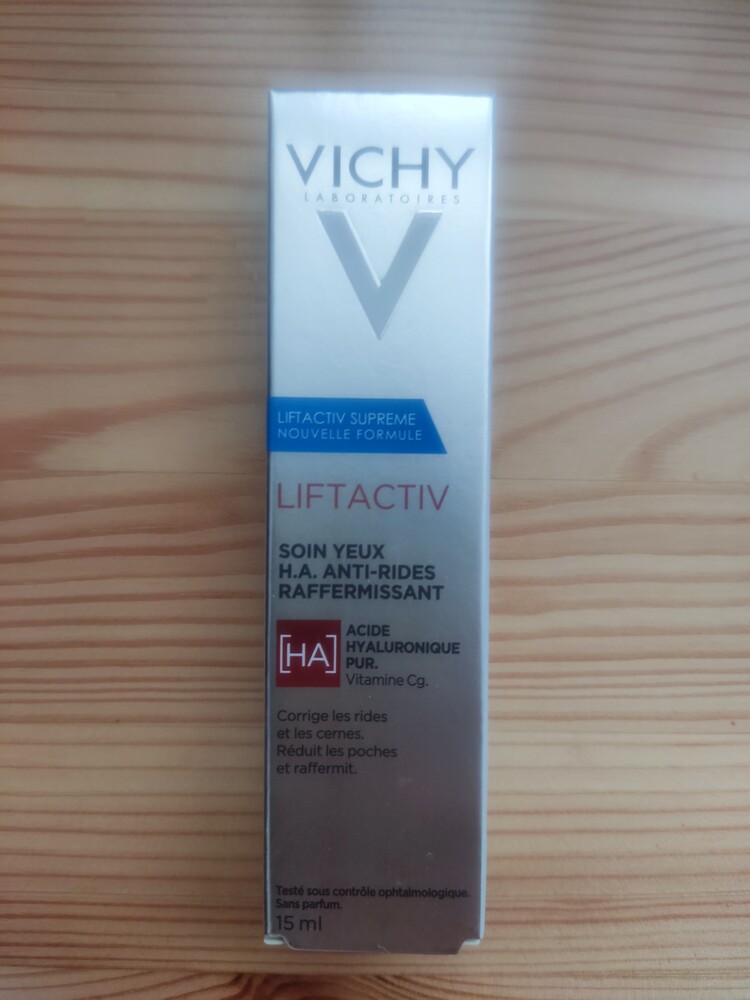 VICHY
LABORATOIRES
V
LIFTACTIV SUPREME
NOUVELLE FORMULE
LIFTACTIV
SOIN YEUX
H.A. ANTI-RIDES
RAFFERMISSANT
[HA]
ACIDE
HYALURONIQUE
PUR.
Vitamine Cg.
Corrige les rides
et les cernes.
Réduit les poches
et raffermit.
Testé sous contrôle ophtalmologique.
Sans parfum.
15 ml